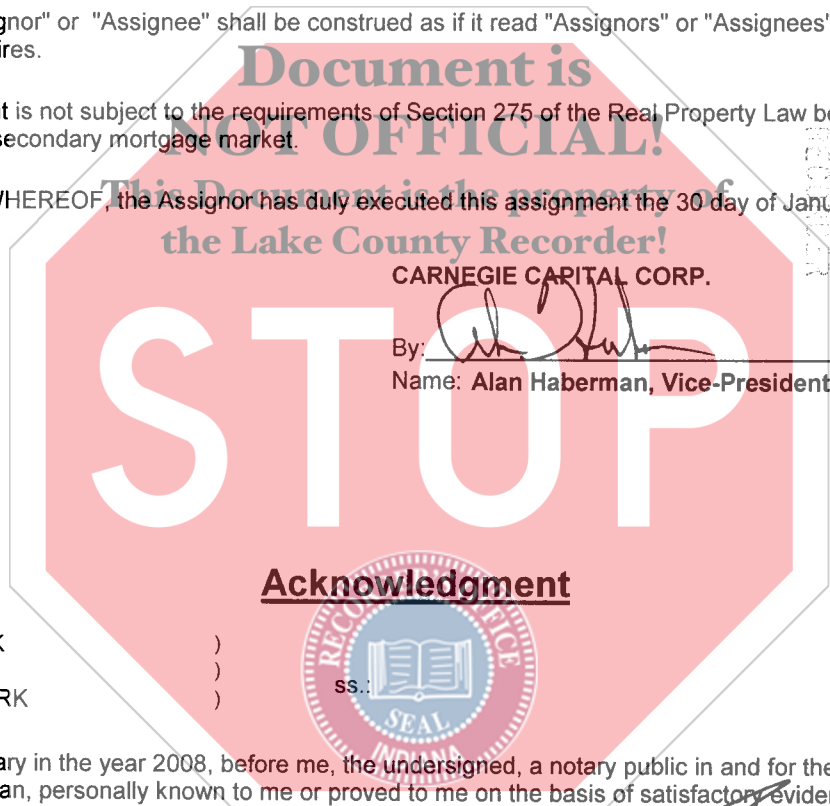 gnor" or "Assignee" shall be construed as if it read "Assignors" or "Assignees"
ires.
Document is
t is not subject to the requirements of Section 275 of the Real Property Law be
NOT OFFICIAL!
secondary mortgage market.
This Document is the property of
WHEREOF, the Assignor has duly executed this assignment the 30 day of Janu
the Lake County Recorder!
CARNEGIE CAPITAL CORP.
By:
Name: Alan Haberman, Vice-President
STOP
Acknowledgment
K )
)
RK ) ss.:
RECORDER'S OFFICE
SEAL
INDIANA
ary in the year 2008, before me, the undersigned, a notary public in and for the
an, personally known to me or proved to me on the basis of satisfactory eviden